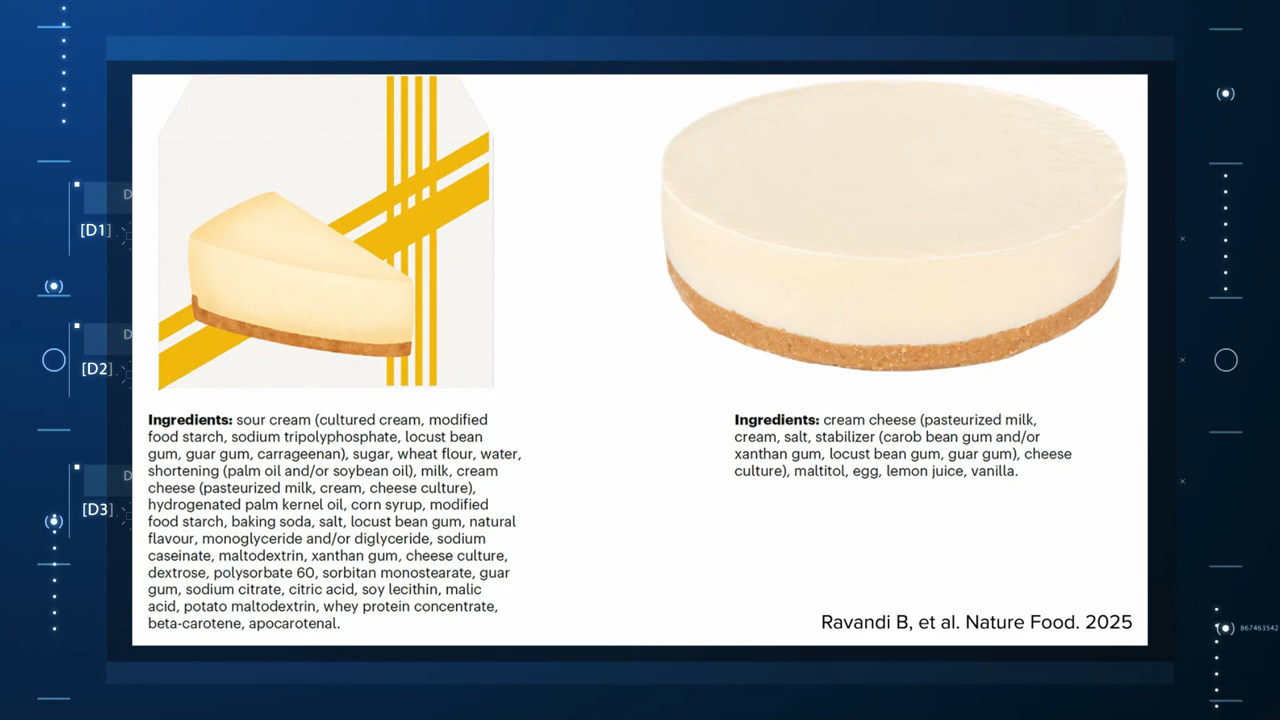 D
[D1]
D
[D2]
D
[D3]
Ingredients: sour cream (cultured cream, modified
food starch, sodium tripolyphosphate, locust bean
gum, guar gum, carrageenan), sugar, wheat flour, water,
shortening (palm oil and/or soybean oil), milk, cream
cheese (pasteurized milk, cream, cheese culture),
hydrogenated palm kernel oil, corn syrup, modified
food starch, baking soda, salt, locust bean gum, natural
flavour, monoglyceride and/or diglyceride, sodium
caseinate, maltodextrin, xanthan gum, cheese culture,
dextrose, polysorbate 60, sorbitan monostearate, guar
gum, sodium citrate, citric acid, soy lecithin, malic
acid, potato maltodextrin, whey protein concentrate,
beta-carotene, apocarotenal.
Ingredients: cream cheese (pasteurized milk,
cream, salt, stabilizer (carob bean gum and/or
xanthan gum, locust bean gum, guar gum), cheese
culture), maltitol, egg, lemon juice, vanilla.
Ravandi B, et al. Nature Food. 2025
867463542